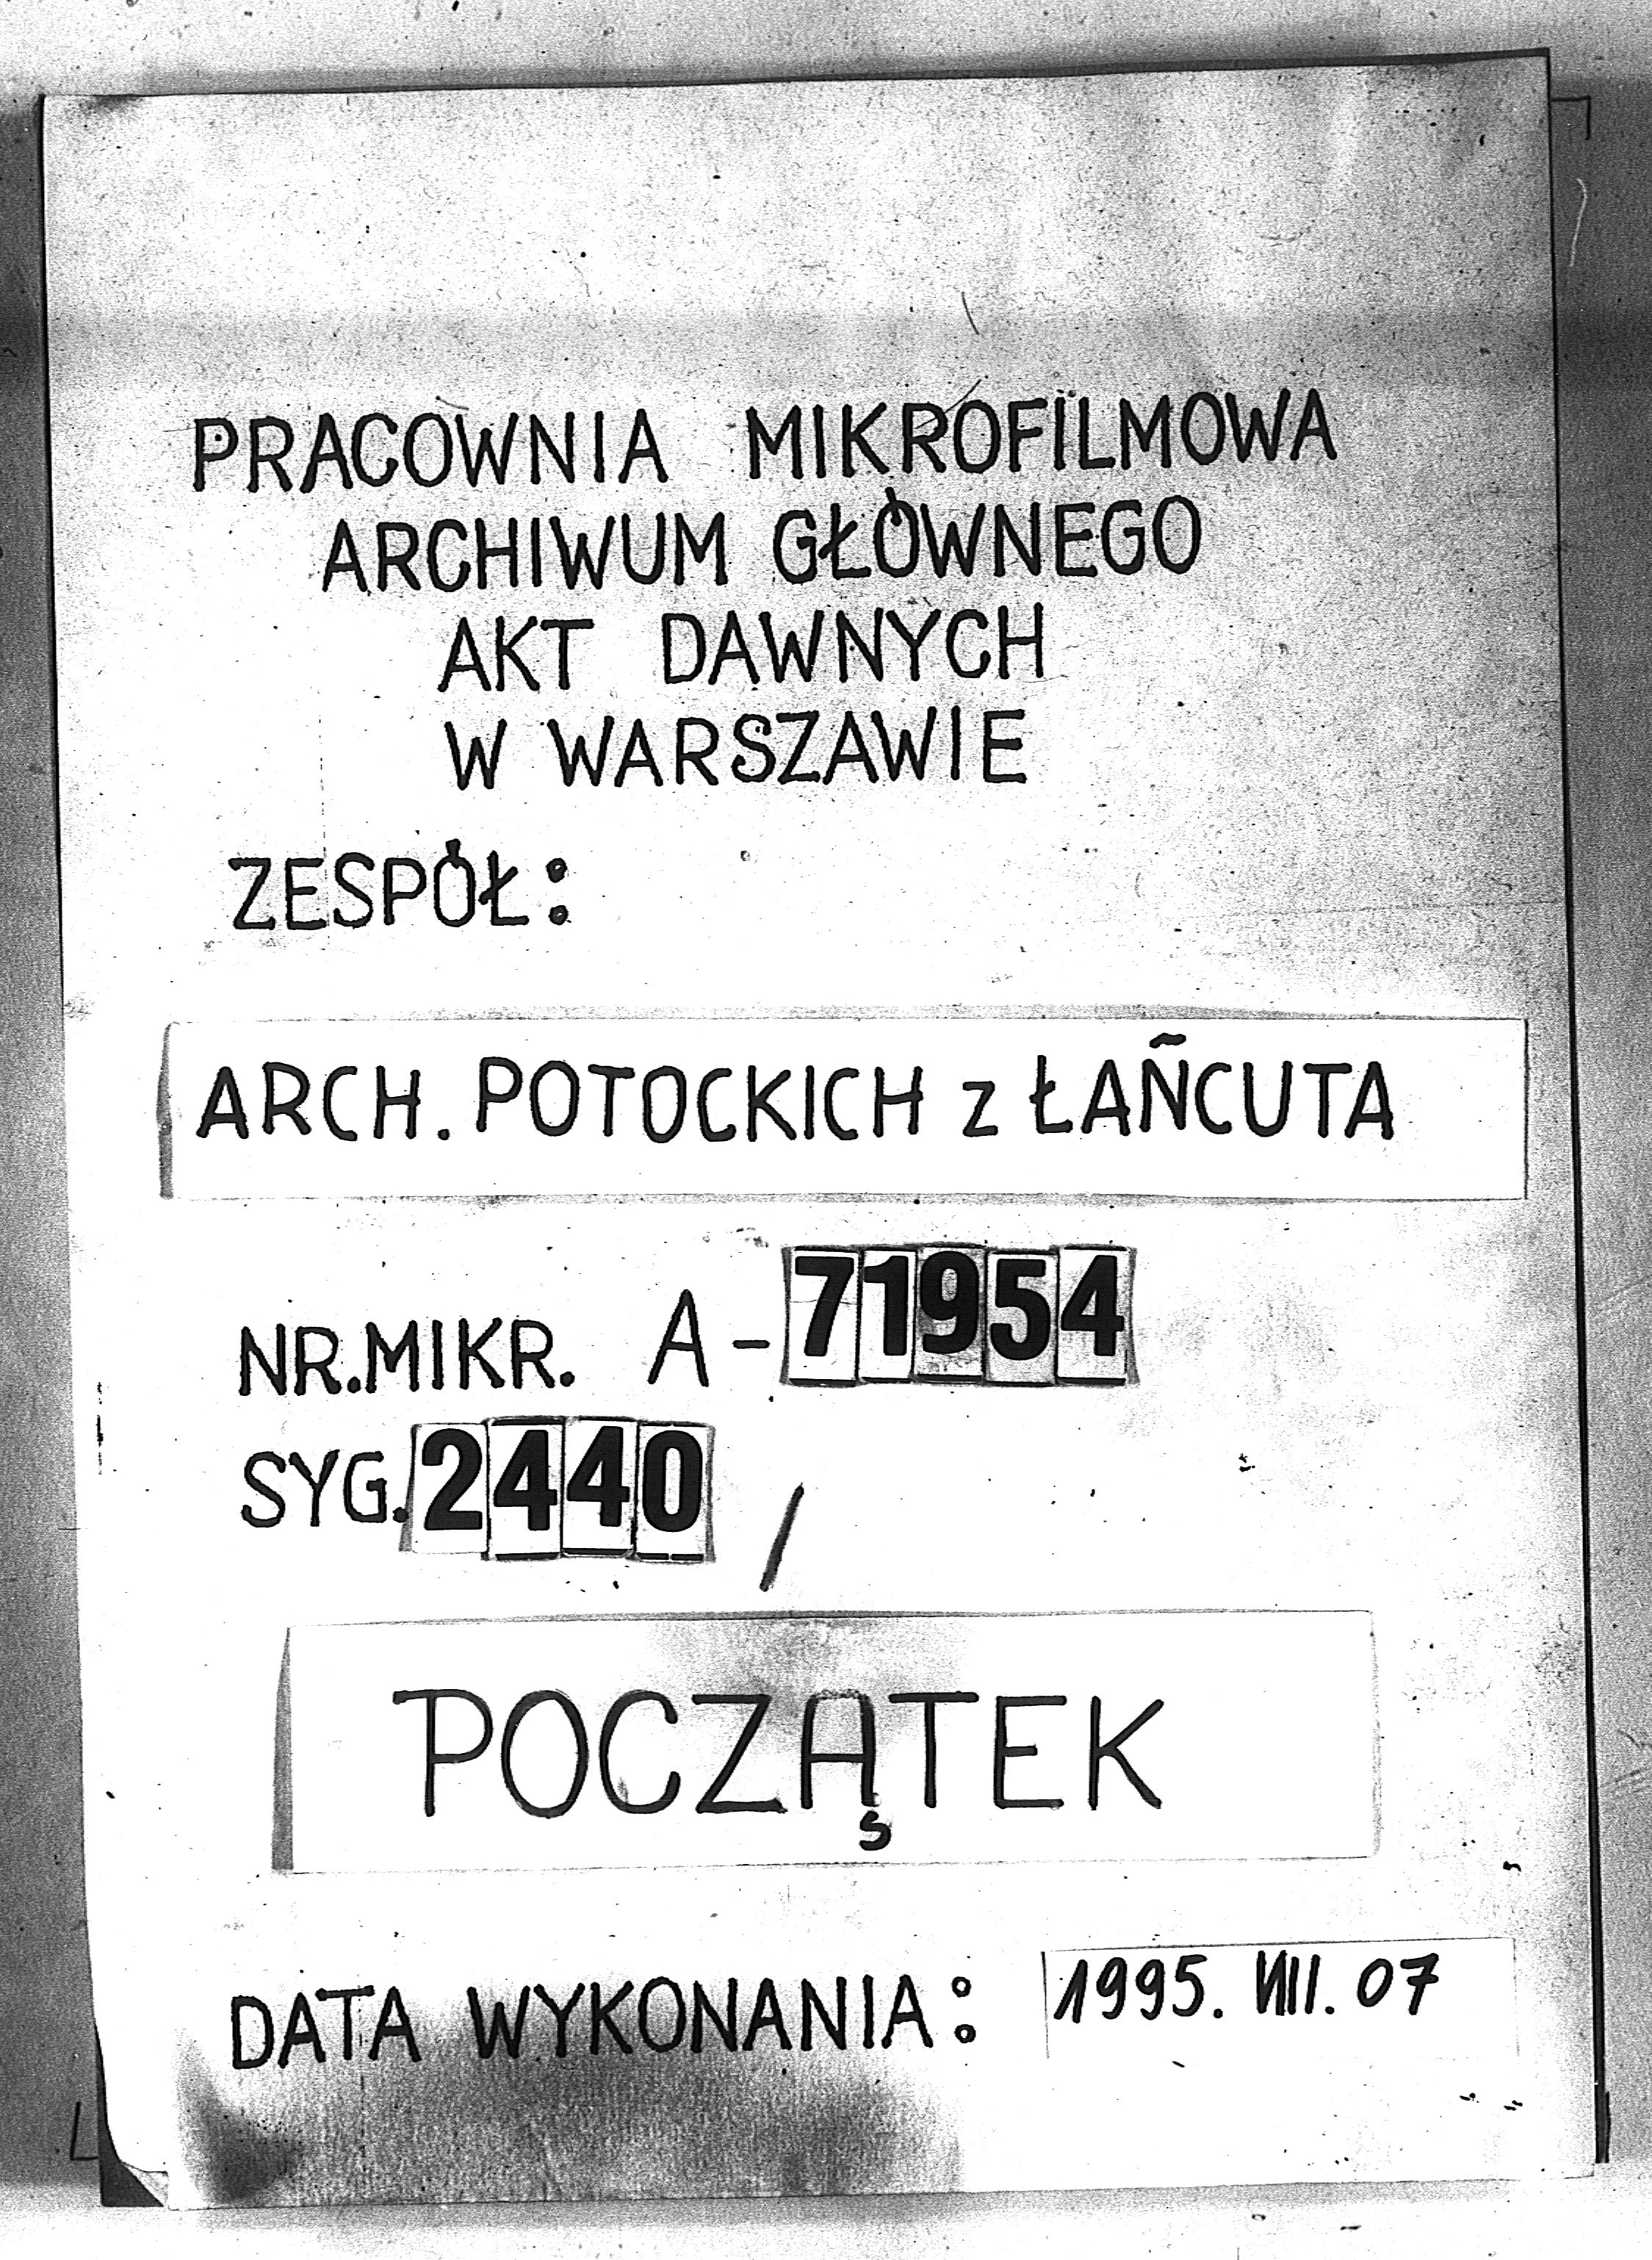 PRACOWNIA MIKROFILMOWA
ARCHIWUM GŁÓWNEGO
AKT DAWNYCH
W WARSZAWIE
ZESPÓŁ:
ARCH. POTOCKICH z ŁAŃCUTA
NR.MIKR. A-71954
SYG. 2440 /
POCZĄTEK
DATA WYKONANIA: 1995. VIII. 07